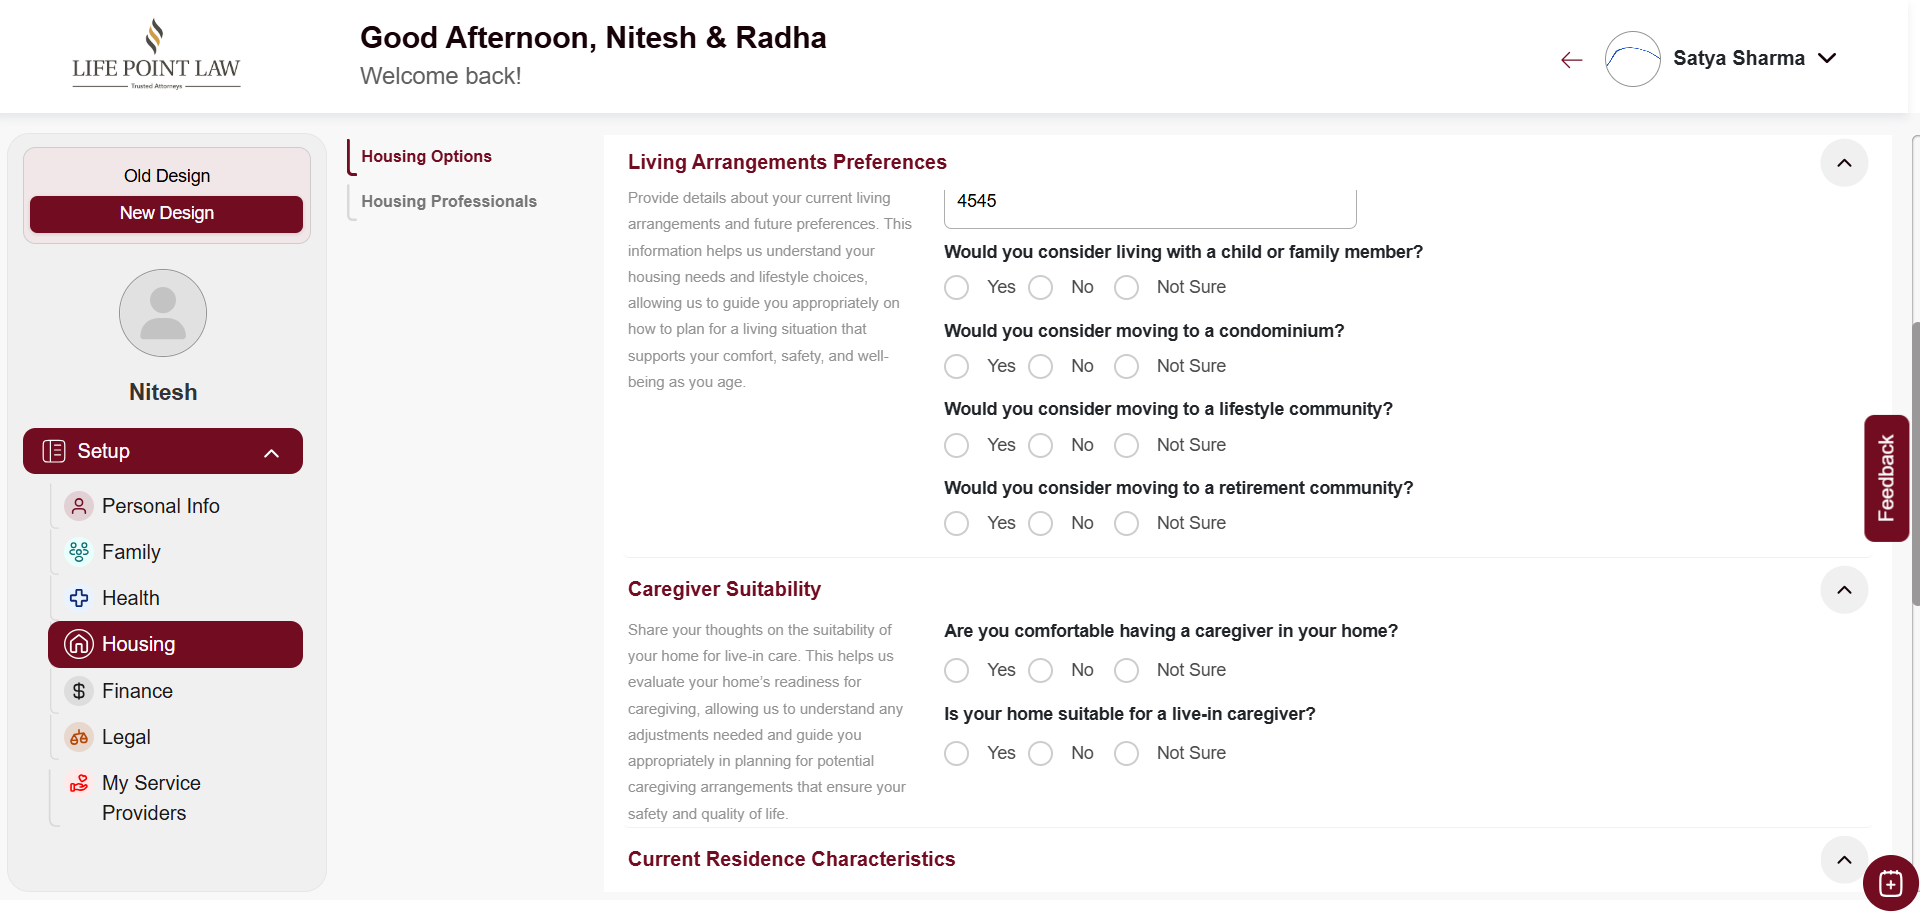 LIFE POINT LAW
Trusted Attorneys
Good Afternoon, Nitesh & Radha
Welcome back!
Satya Sharma
Old Design
New Design
Nitesh
Setup
Personal Info
Family
Health
Housing
Finance
Legal
My Service
Providers
Housing Options
Housing Professionals
Living Arrangements Preferences
Provide details about your current living
arrangements and future preferences. This
information helps us understand your
housing needs and lifestyle choices,
allowing us to guide you appropriately on
how to plan for a living situation that
supports your comfort, safety, and well-
being as you age.
4545
Would you consider living with a child or family member?
Yes No Not Sure
Would you consider moving to a condominium?
Yes No Not Sure
Would you consider moving to a lifestyle community?
Yes No Not Sure
Would you consider moving to a retirement community?
Yes No Not Sure
Caregiver Suitability
Share your thoughts on the suitability of
your home for live-in care. This helps us
evaluate your home's readiness for
caregiving, allowing us to understand any
adjustments needed and guide you
appropriately in planning for potential
caregiving arrangements that ensure your
safety and quality of life.
Are you comfortable having a caregiver in your home?
Yes No Not Sure
Is your home suitable for a live-in caregiver?
Yes No Not Sure
Current Residence Characteristics
Feedback